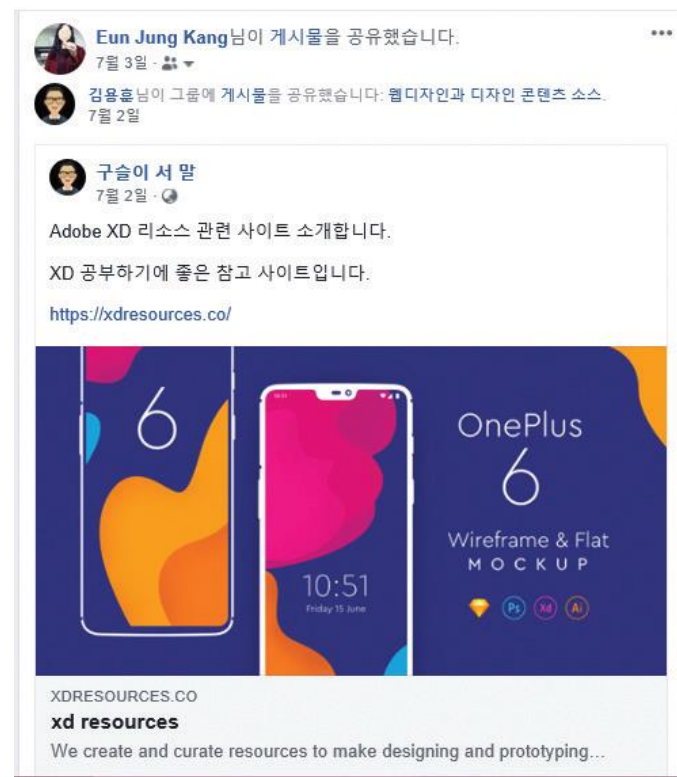 Eun Jung Kang님이 게시물을 공유했습니다.
7월 3일 ·
김용훈님이 그룹에 게시물을 공유했습니다: 웹디자인과 디자인 콘텐츠 소스.
7월 2일
구슬이 서 말
7월 2일 ·
Adobe XD 리소스 관련 사이트 소개합니다.
XD 공부하기에 좋은 참고 사이트입니다.
https://xdresources.co/
6
10:51
10:51
Friday 15 June
OnePlus
6
Wireframe & Flat
MOCKUP
Ps Xd Ai
XDRESOURCES.CO
xd resources
We create and curate resources to make designing and prototyping...